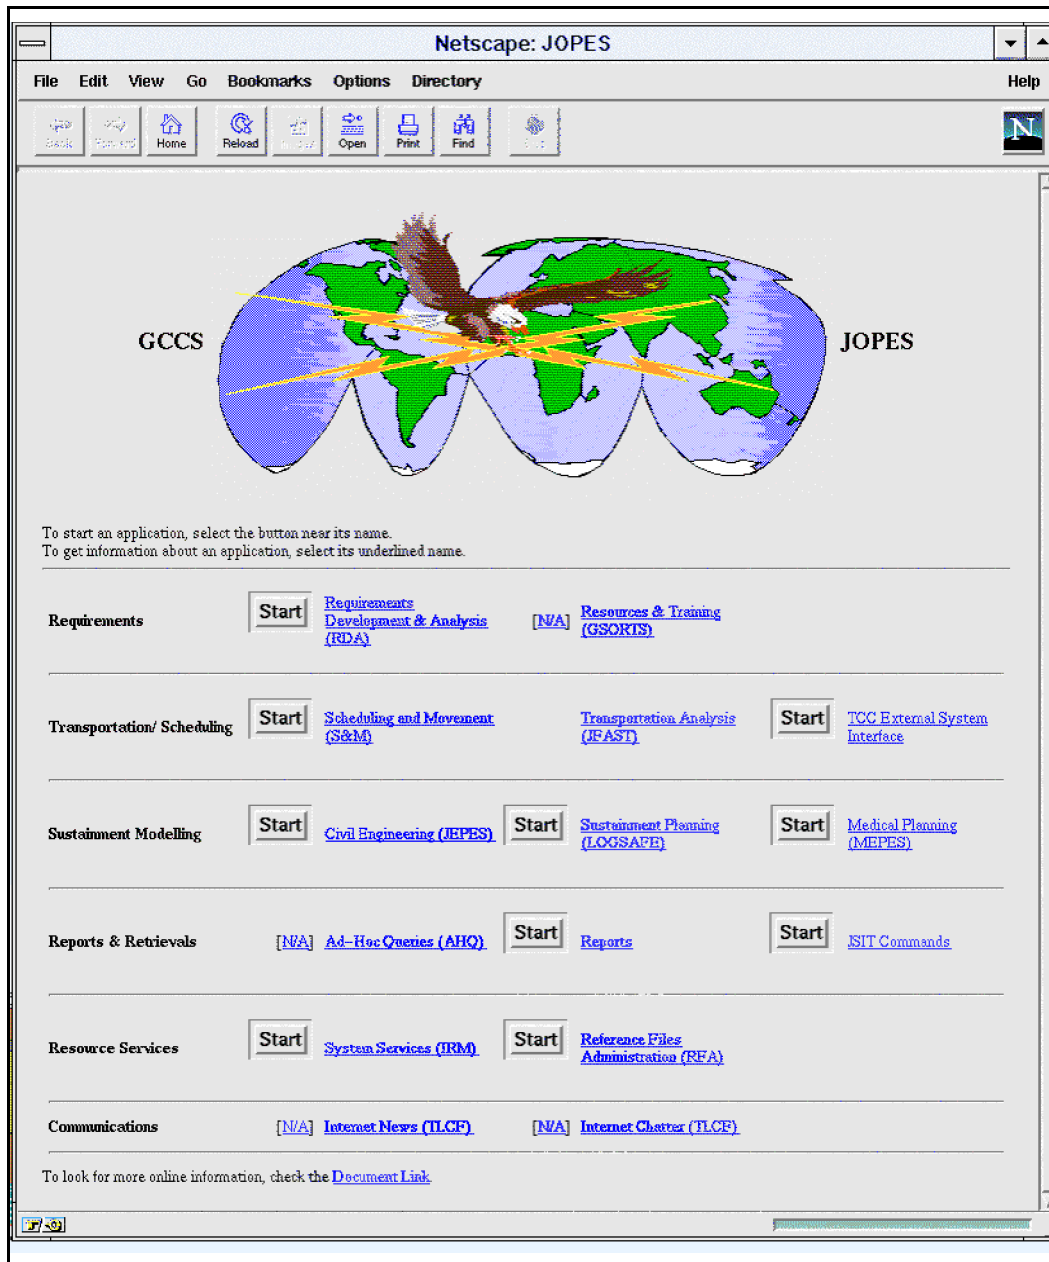 Netscape: JOPES
File Edit View Go Bookmarks Options Directory Help
Back Forward Home Reload Open Print Find
N
GCCS JOPES
To start an application, select the button near its name.
To get information about an application, select its underlined name.
Requirements Start Requirements Development & Analysis (RDA) [N/A] Resources & Training (GSORTS)
Transportation/ Scheduling Start Scheduling and Movement (S&M) Transportation Analysis (JFAST) Start TCC External System Interface
Sustainment Modelling Start Civil Engineering (JEPES) Start Sustainment Planning (LOGSAFE) Start Medical Planning (MEPES)
Reports & Retrievals [N/A] Ad-Hoc Queries (AHQ) Start Reports Start JSIT Commands
Resource Services Start System Services (IRM) Start Reference Files Administration (RFA)
Communications [N/A] Internet News (TLCF) [N/A] Internet Chatter (TLCF)
To look for more online information, check the Document Link.